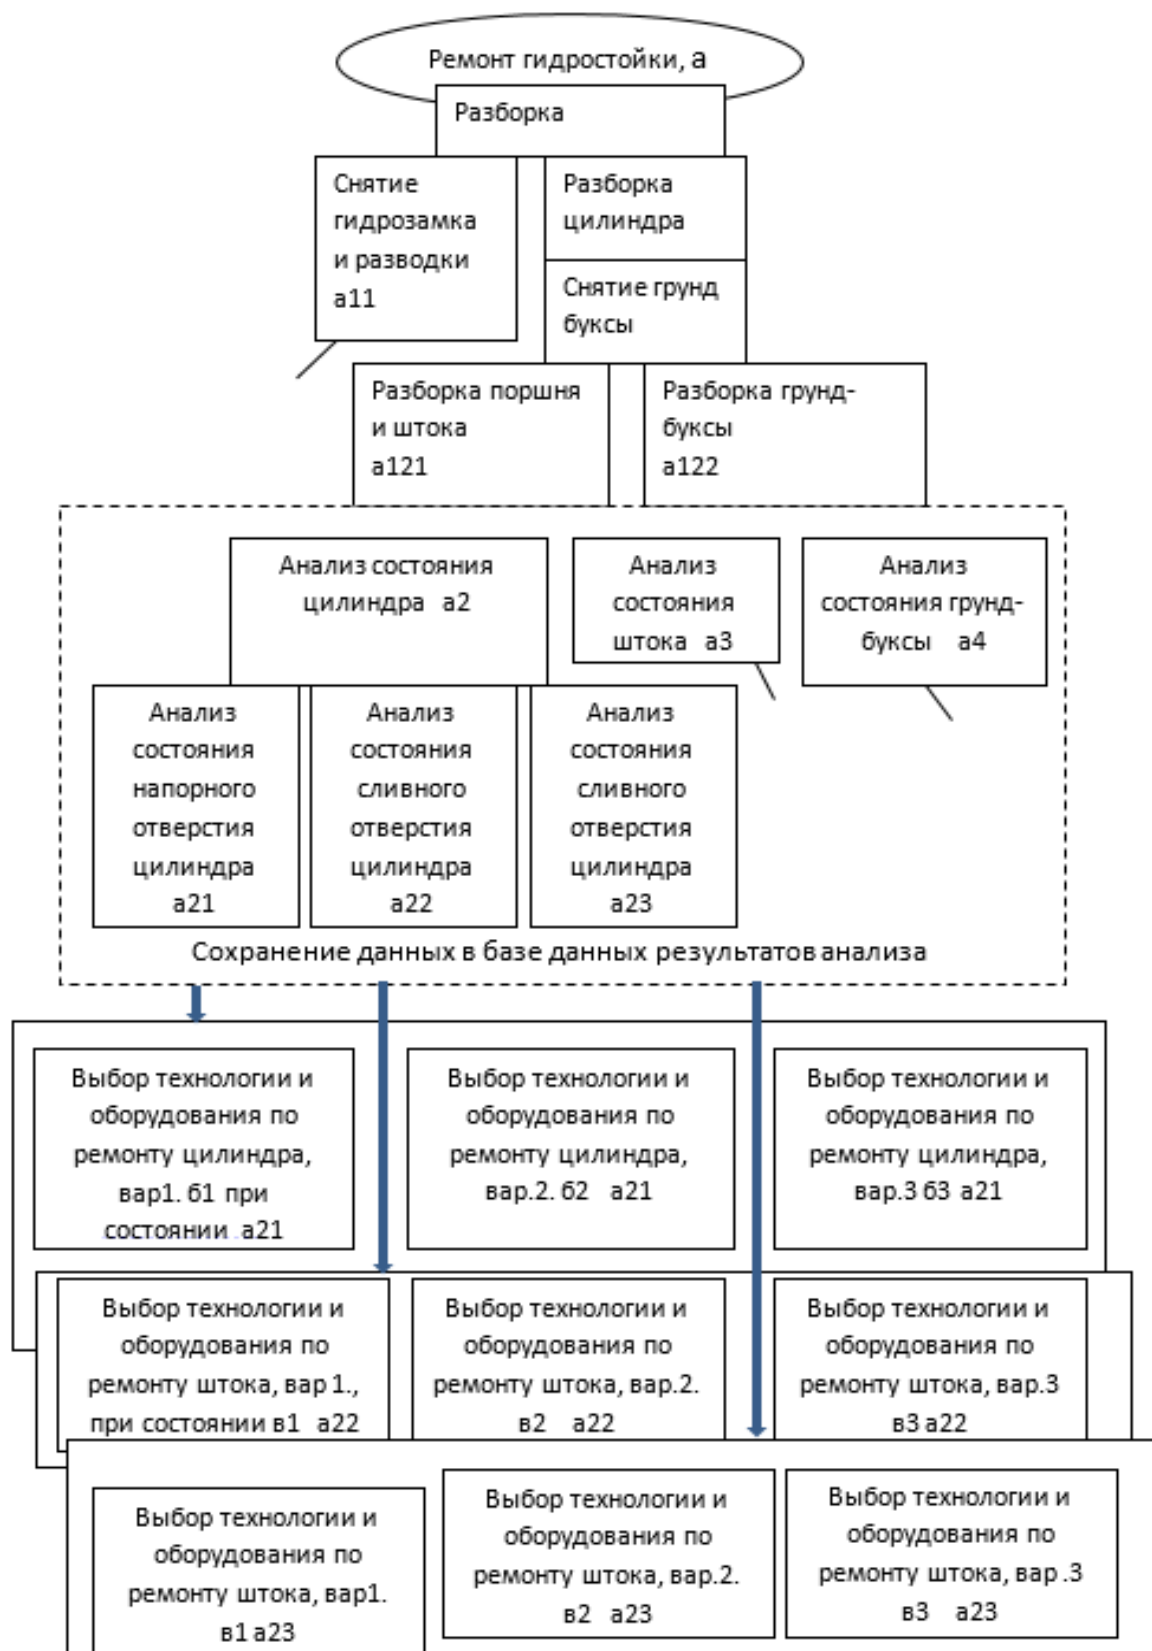 Ремонт гидростойки, а
Разборка
Снятие
гидрозамка
и разводки
а11
Разборка
цилиндра
Снятие грунд
буксы
Разборка поршня
и штока
а121
Разборка грунд-
буксы
а122
Анализ состояния
цилиндра а2
Анализ
состояния
штока а3
Анализ
состояния грунд-
буксы а4
Анализ
состояния
напорного
отверстия
цилиндра
а21
Анализ
состояния
сливного
отверстия
цилиндра
а22
Анализ
состояния
сливного
отверстия
цилиндра
а23
Сохранение данных в базе данных результатов анализа
Выбор технологии и
оборудования по
ремонту цилиндра,
вар1. б1 при
состоянии .а21
Выбор технологии и
оборудования по
ремонту цилиндра,
вар.2. б2 а21
Выбор технологии и
оборудования по
ремонту цилиндра,
вар.3 б3 а21
Выбор технологии и
оборудования по
ремонту штока, вар 1.,
при состоянии в1 а22
Выбор технологии и
оборудования по
ремонту штока, вар.2.
в2 а22
Выбор технологии и
оборудования по
ремонту штока, вар.3
в3 а22
Выбор технологии и
оборудования по
ремонту штока, вар1.
в1 а23
Выбор технологии и
оборудования по
ремонту штока, вар.2.
в2 а23
Выбор технологии и
оборудования по
ремонту штока, вар .3
в3 а23